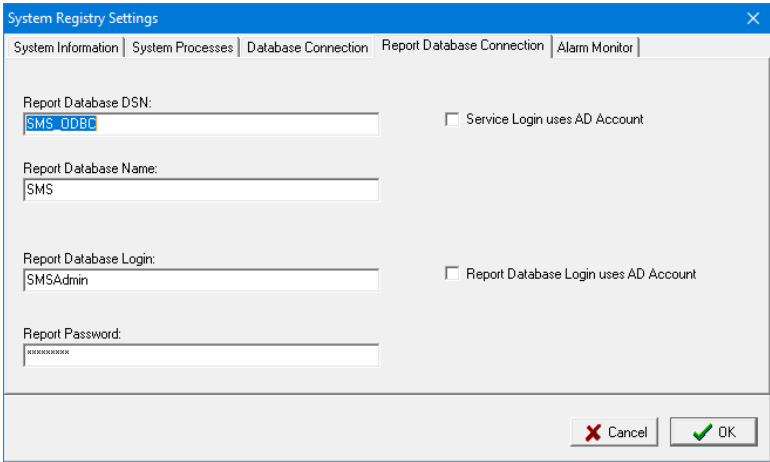 System Registry Settings
System Information System Processes Database Connection Report Database Connection Alarm Monitor
Report Database DSN:
SMS_ODBC
Service Login uses AD Account
Report Database Name:
SMS
Report Database Login:
SMSAdmin
Report Database Login uses AD Account
Report Password:
*********
Cancel OK